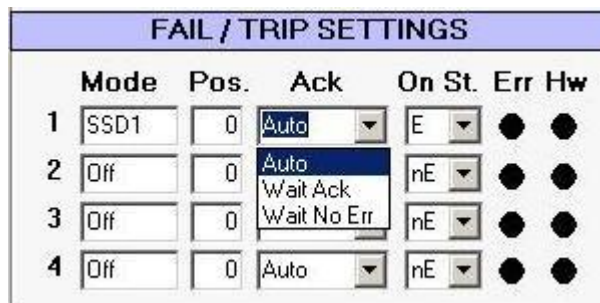 FAIL / TRIP SETTINGS
Mode Pos. Ack On St. Err Hw
1 SSD1 0 Auto E
2 Off 0 Auto nE
3 Off 0 Wait Ack nE
Wait No Err
4 Off 0 Auto nE